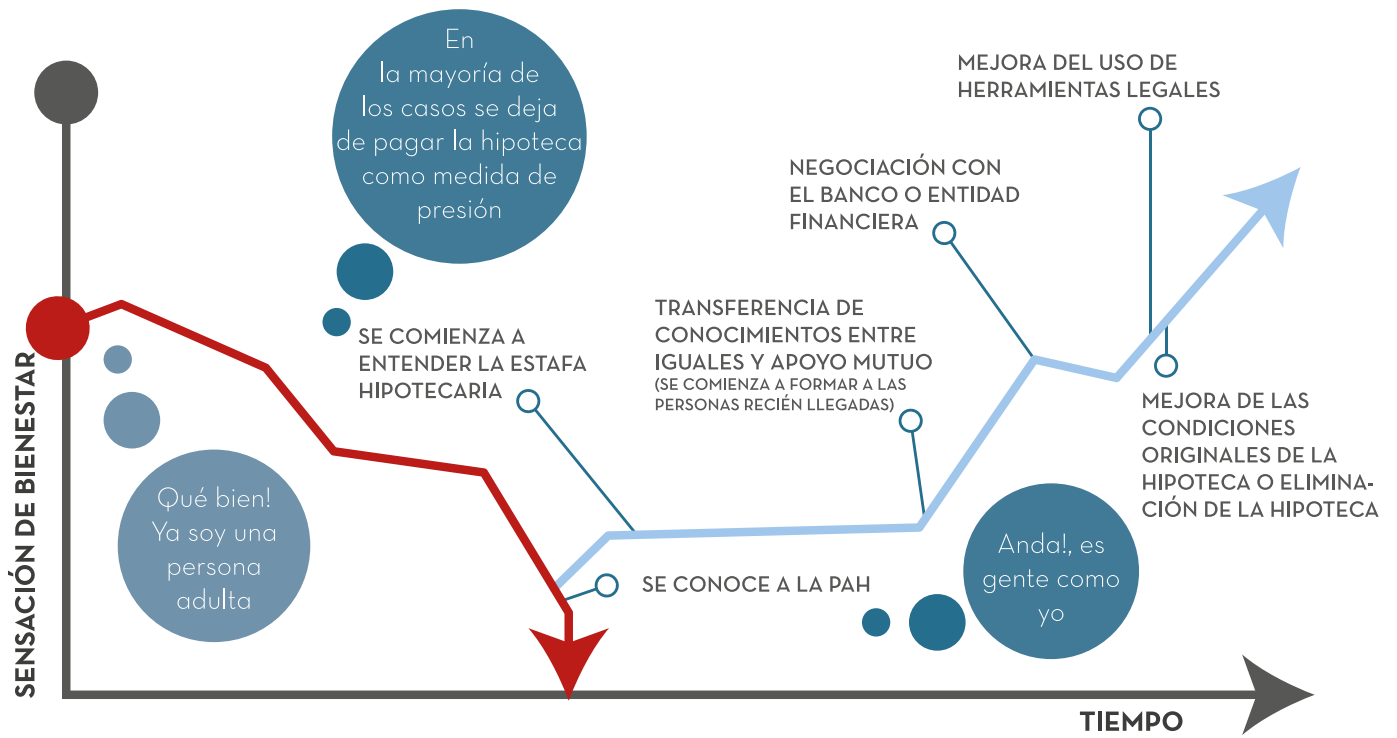 En
la mayoría de
los casos se deja
de pagar la hipoteca
como medida de
presión
MEJORA DEL USO DE
HERRAMIENTAS LEGALES
NEGOCIACIÓN CON
EL BANCO O ENTIDAD
FINANCIERA
TRANSFERENCIA DE
CONOCIMIENTOS ENTRE
IGUALES Y APOYO MUTUO
(SE COMIENZA A FORMAR A LAS
PERSONAS RECIÉN LLEGADAS)
SE COMIENZA A
ENTENDER LA ESTAFA
HIPOTECARIA
MEJORA DE LAS
CONDICIONES
ORIGINALES DE LA
HIPOTECA O ELIMINA-
CIÓN DE LA HIPOTECA
SENSACIÓN DE BIENESTAR
Qué bien!
Ya soy una
persona
adulta
Anda!, es
gente como
yo
SE CONOCE A LA PAH
TIEMPO